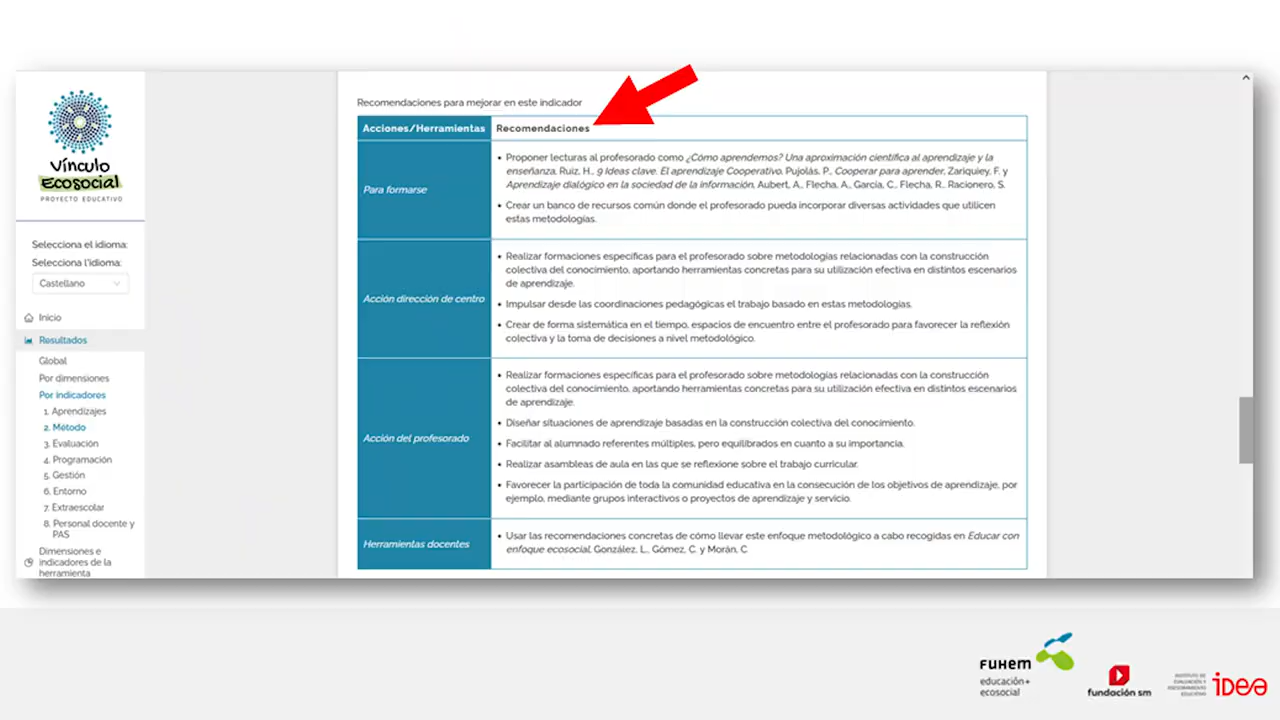 Vínculo
Ecosocial
PROYECTO EDUCATIVO
Selecciona el idioma:
Selecciona l'idioma:
Castellano
Inicio
Resultados
Global
Por dimensiones
Por indicadores
1. Aprendizajes
2. Método
3. Evaluación
4. Programación
5. Gestión
6. Entorno
7. Extraescolar
8. Personal docente y
PAS
Dimensiones e
indicadores de la
herramienta
Recomendaciones para mejorar en este indicador
Acciones/Herramientas
Recomendaciones
Para formarse
• Proponer lecturas al profesorado como ¿Cómo aprendemos? Una aproximación científica al aprendizaje y la
enseñanza, Ruiz, H., 9 Ideas clave. El aprendizaje Cooperativo, Pujolás, P., Cooperar para aprender, Zariquiey, F. y
Aprendizaje dialógico en la sociedad de la información, Aubert, A., Flecha, A., García, C., Flecha, R., Racionero, S.
• Crear un banco de recursos común donde el profesorado pueda incorporar diversas actividades que utilicen
estas metodologías.
Acción dirección de centro
• Realizar formaciones específicas para el profesorado sobre metodologías relacionadas con la construcción
colectiva del conocimiento, aportando herramientas concretas para su utilización efectiva en distintos escenarios
de aprendizaje.
• Impulsar desde las coordinaciones pedagógicas el trabajo basado en estas metodologías.
• Crear de forma sistemática en el tiempo, espacios de encuentro entre el profesorado para favorecer la reflexión
colectiva y la toma de decisiones a nivel metodológico.
Acción del profesorado
• Realizar formaciones específicas para el profesorado sobre metodologías relacionadas con la construcción
colectiva del conocimiento, aportando herramientas concretas para su utilización efectiva en distintos escenarios
de aprendizaje.
• Diseñar situaciones de aprendizaje basadas en la construcción colectiva del conocimiento.
• Facilitar al alumnado referentes múltiples, pero equilibrados en cuanto a su importancia.
• Realizar asambleas de aula en las que se reflexione sobre el trabajo curricular.
• Favorecer la participación de toda la comunidad educativa en la consecución de los objetivos de aprendizaje, por
ejemplo, mediante grupos interactivos o proyectos de aprendizaje y servicio.
Herramientas docentes
• Usar las recomendaciones concretas de cómo llevar este enfoque metodológico a cabo recogidas en Educar con
enfoque ecosocial, González, L., Gómez, C. y Morán, C
FUHEM
educación+
ecosocial
fundación sm
INSTITUTO DE
EVALUACIÓN Y
ASESORAMIENTO
EDUCATIVO
idea